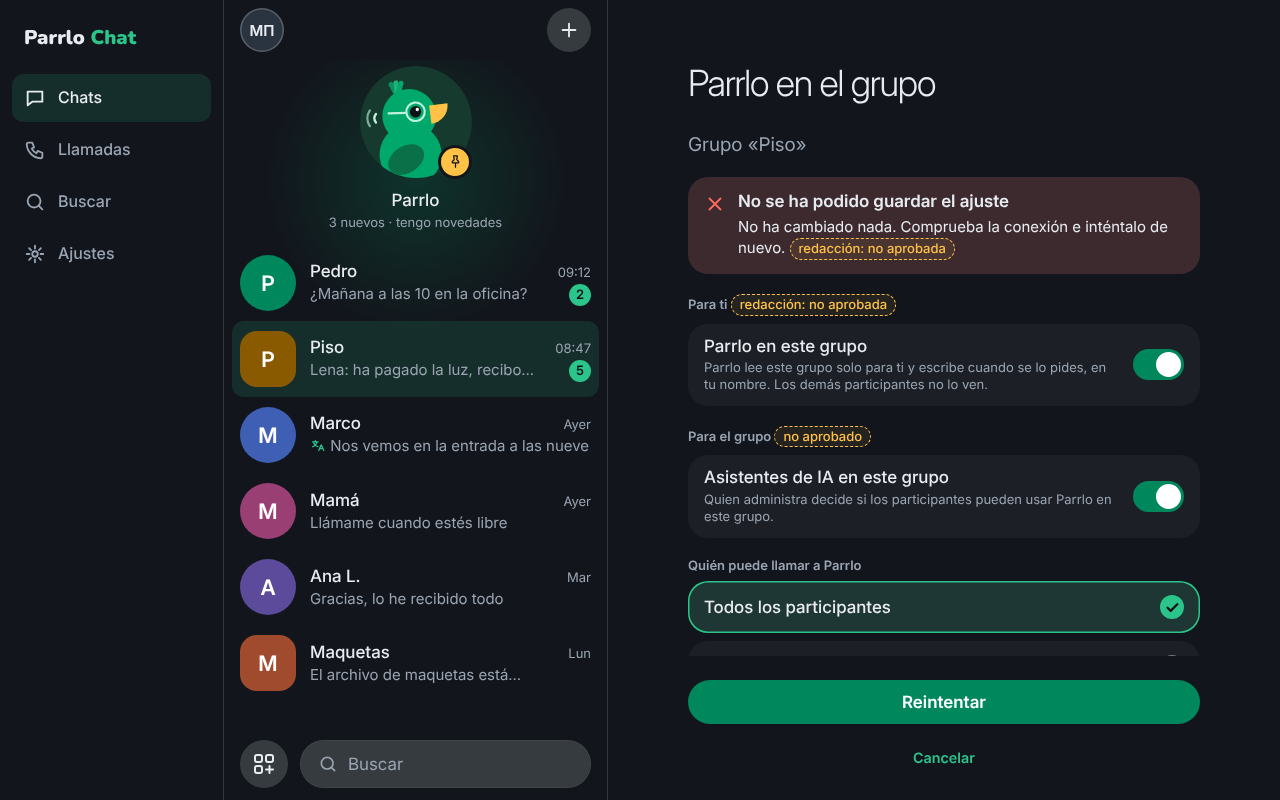 Parrlo Chat
Chats
Llamadas
Buscar
Ajustes
МП
Parrlo
3 nuevos · tengo novedades
Pedro 09:12
¿Mañana a las 10 en la oficina? 2
Piso 08:47
Lena: ha pagado la luz, recibo... 5
Marco Ayer
Nos vemos en la entrada a las nueve
Mamá Ayer
Llámame cuando estés libre
Ana L. Mar
Gracias, lo he recibido todo
Maquetas Lun
El archivo de maquetas está...
Buscar
Parrlo en el grupo
Grupo «Piso»
No se ha podido guardar el ajuste
No ha cambiado nada. Comprueba la conexión e inténtalo de
nuevo. redacción: no aprobada
Para ti redacción: no aprobada
Parrlo en este grupo
Parrlo lee este grupo solo para ti y escribe cuando se lo pides, en
tu nombre. Los demás participantes no lo ven.
Para el grupo no aprobado
Asistentes de IA en este grupo
Quien administra decide si los participantes pueden usar Parrlo en
este grupo.
Quién puede llamar a Parrlo
Todos los participantes
Reintentar
Cancelar
P
P
M
M
A
M